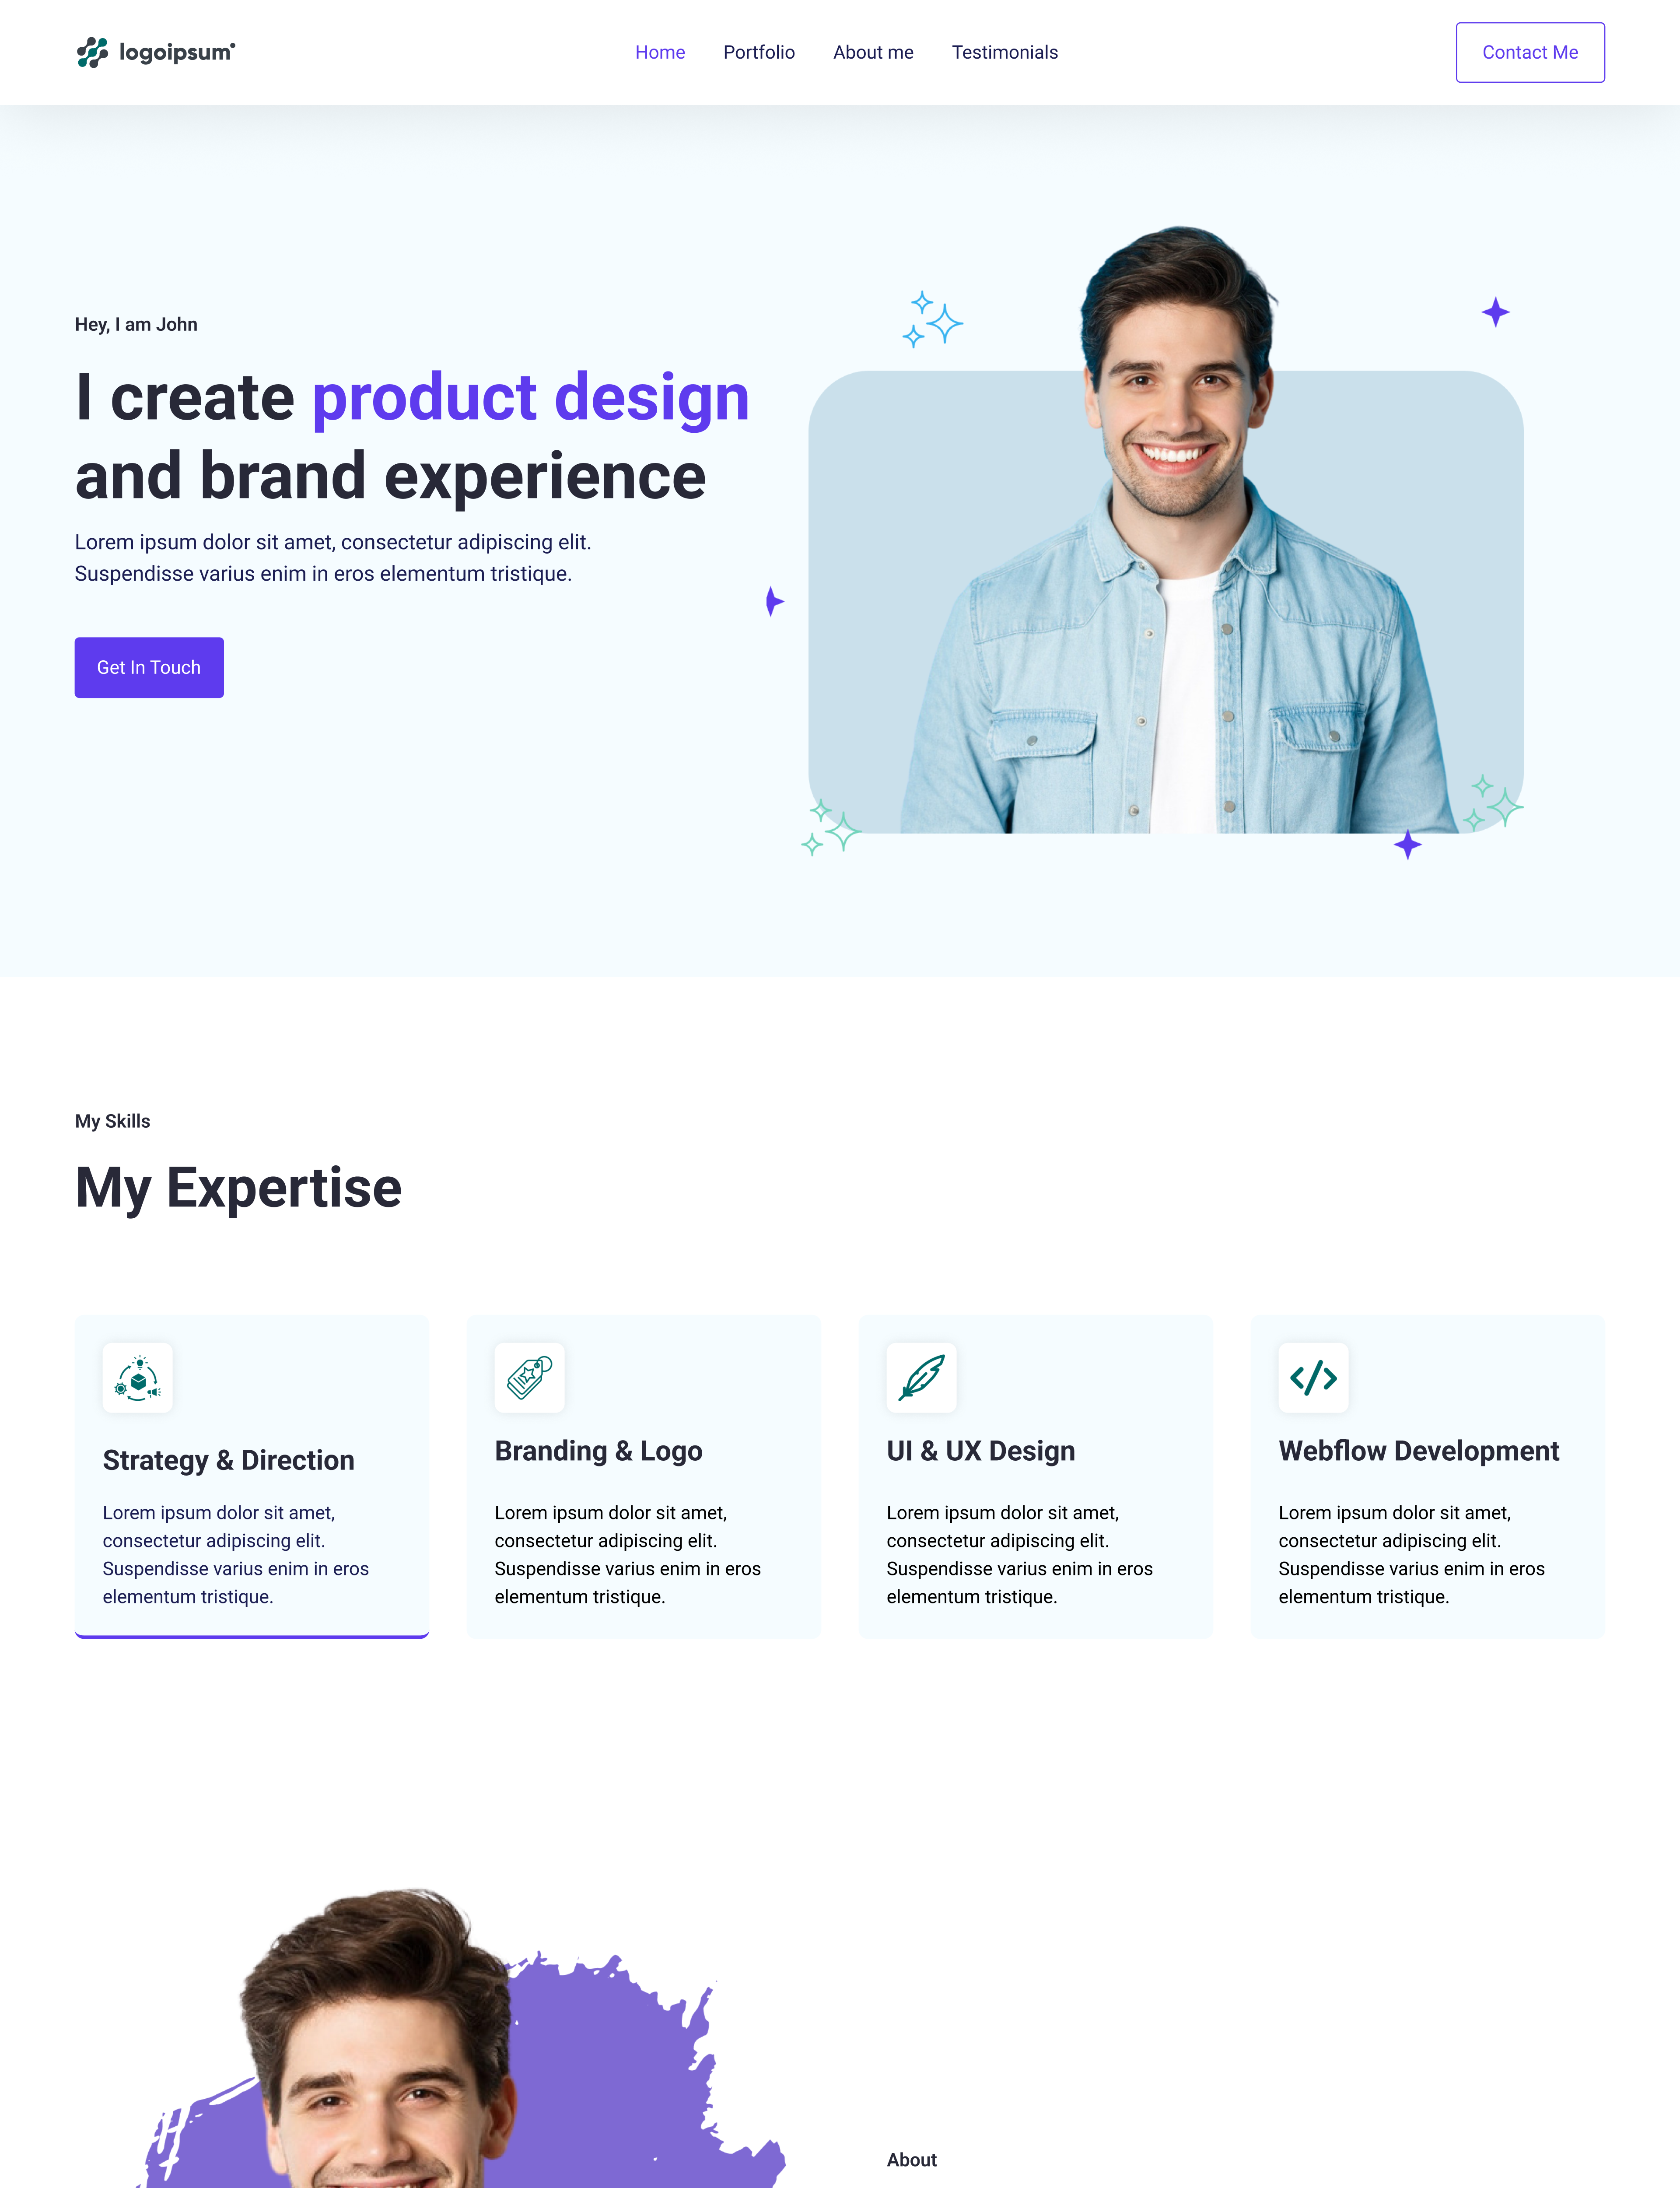 logoipsum
Home
Portfolio
About me
Testimonials
Contact Me
Hey, I am John
I create product design
and brand experience
Lorem ipsum dolor sit amet, consectetur adipiscing elit.
Suspendisse varius enim in eros elementum tristique.
Get In Touch
My Skills
My Expertise
Strategy & Direction
Lorem ipsum dolor sit amet,
consectetur adipiscing elit.
Suspendisse varius enim in eros
elementum tristique.
Branding & Logo
Lorem ipsum dolor sit amet,
consectetur adipiscing elit.
Suspendisse varius enim in eros
elementum tristique.
UI & UX Design
Lorem ipsum dolor sit amet,
consectetur adipiscing elit.
Suspendisse varius enim in eros
elementum tristique.
Webflow Development
Lorem ipsum dolor sit amet,
consectetur adipiscing elit.
Suspendisse varius enim in eros
elementum tristique.
About